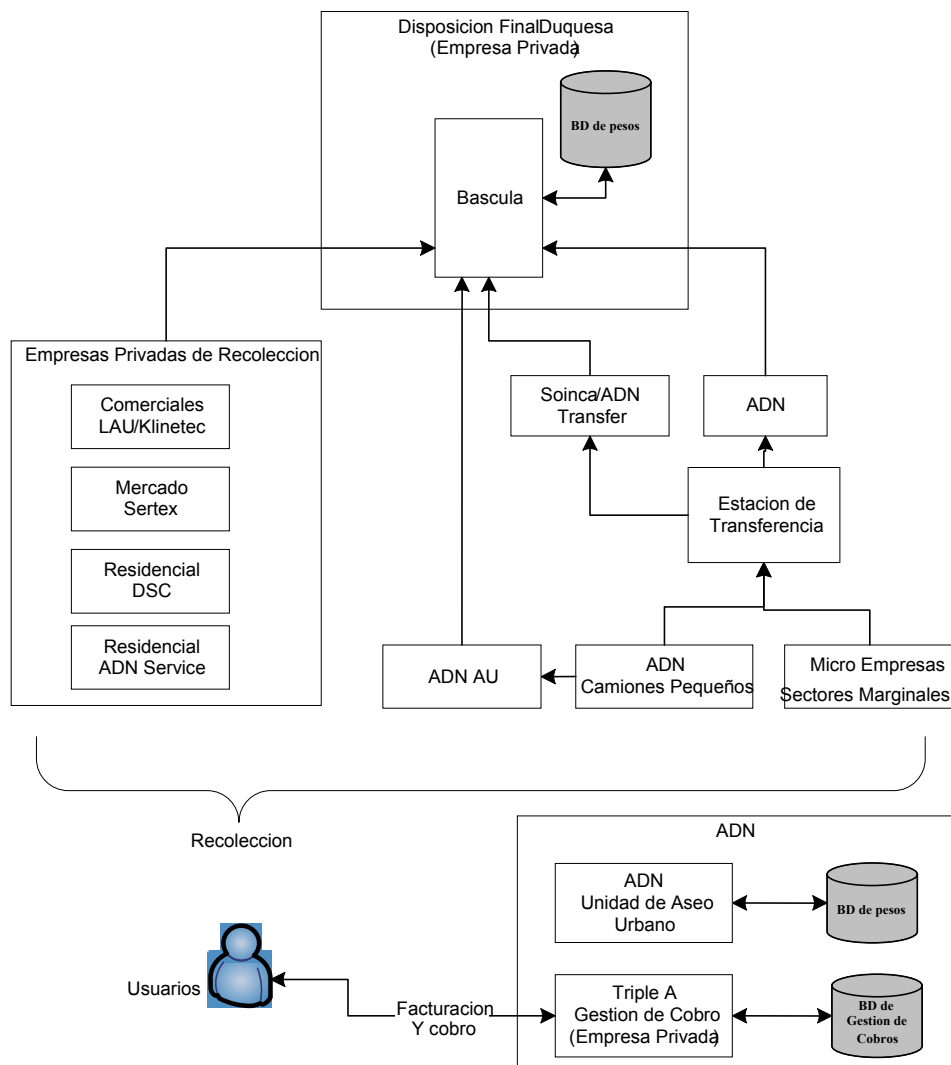 Disposicion FinalDuquesa
(Empresa Privada)
BD de pesos
Bascula
Empresas Privadas de Recoleccion
Comerciales
LAU/Klinetec
Mercado
Sertex
Residencial
DSC
Residencial
ADN Service
Soinca/ADN
Transfer
ADN
Estacion de
Transferencia
ADN AU
ADN
Camiones Pequeños
Micro Empresas
Sectores Marginales
Recoleccion
ADN
ADN
Unidad de Aseo
Urbano
BD de pesos
Usuarios
Facturacion
Y cobro
Triple A
Gestion de Cobro
(Empresa Privada)
BD de
Gestion de
Cobros